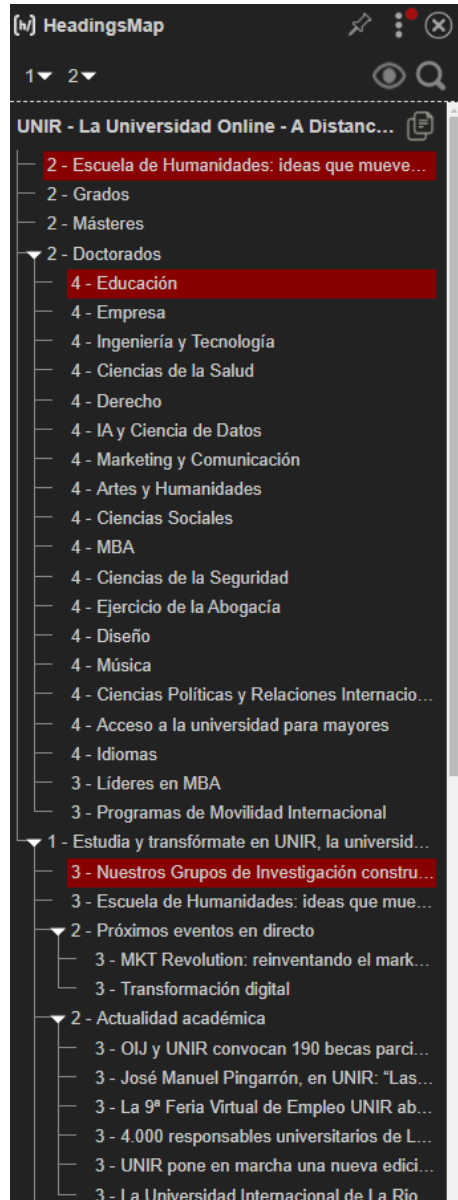 HeadingsMap
1 2
UNIR - La Universidad Online - A Distanc...
2 - Escuela de Humanidades: ideas que mueve...
2 - Grados
2 - Másteres
2 - Doctorados
4 - Educación
4 - Empresa
4 - Ingeniería y Tecnología
4 - Ciencias de la Salud
4 - Derecho
4 - IA y Ciencia de Datos
4 - Marketing y Comunicación
4 - Artes y Humanidades
4 - Ciencias Sociales
4 - MBA
4 - Ciencias de la Seguridad
4 - Ejercicio de la Abogacía
4 - Diseño
4 - Música
4 - Ciencias Políticas y Relaciones Internacio...
4 - Acceso a la universidad para mayores
4 - Idiomas
3 - Líderes en MBA
3 - Programas de Movilidad Internacional
1 - Estudia y transfórmate en UNIR, la universid...
3 - Nuestros Grupos de Investigación constru...
3 - Escuela de Humanidades: ideas que mue...
2 - Próximos eventos en directo
3 - MKT Revolution: reinventando el mark...
3 - Transformación digital
2 - Actualidad académica
3 - OIJ y UNIR convocan 190 becas parci...
3 - José Manuel Pingarrón, en UNIR: “Las...
3 - La 9ª Feria Virtual de Empleo UNIR ab...
3 - 4.000 responsables universitarios de L...
3 - UNIR pone en marcha una nueva edici...
3 - La Universidad Internacional de La Rio...